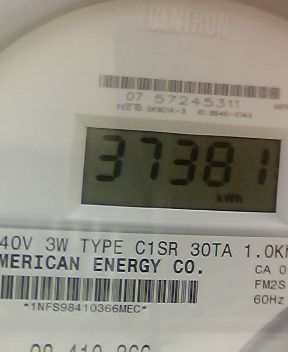 CENTRON
07 57245311
37381
kWh
40V 3W TYPE C1SR 30TA 1.0K
MERICAN ENERGY CO.
CA 0
FM2S
60Hz
*1NFS98410366MEC*